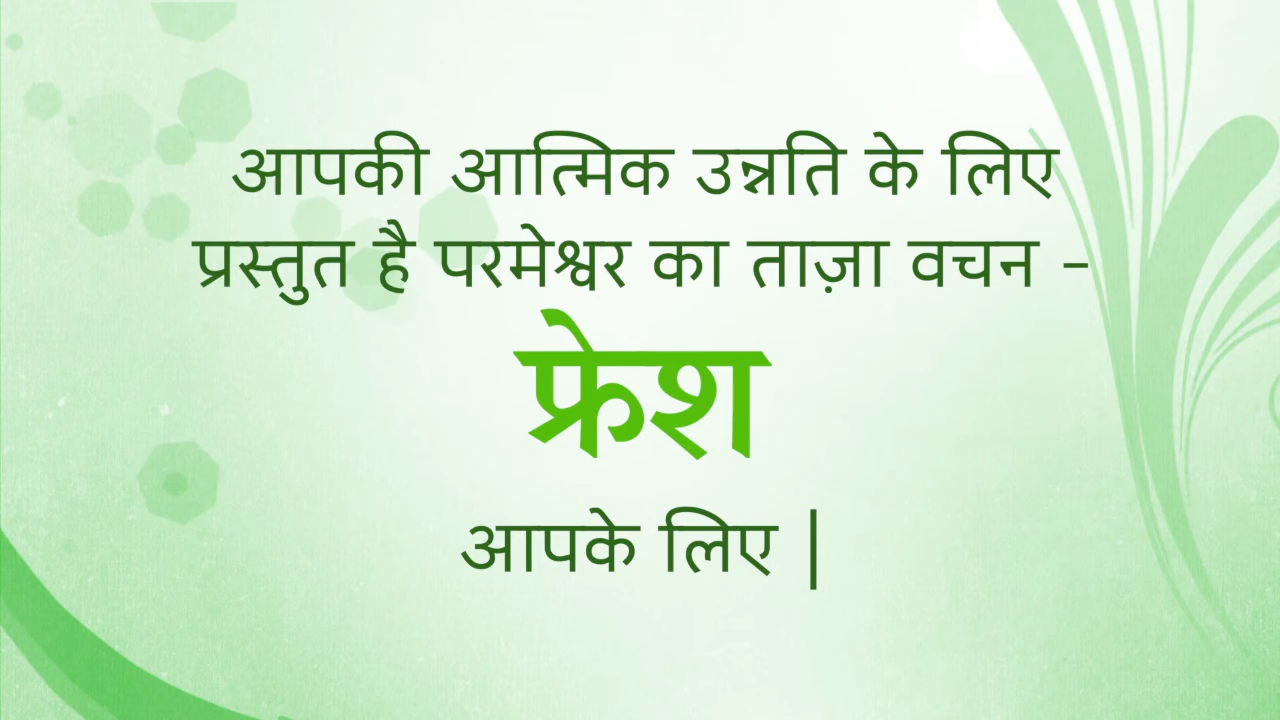 आपकी आत्मिक उन्नति के लिए
प्रस्तुत है परमेश्वर का ताज़ा वचन –
फ्रेश
आपके लिए |